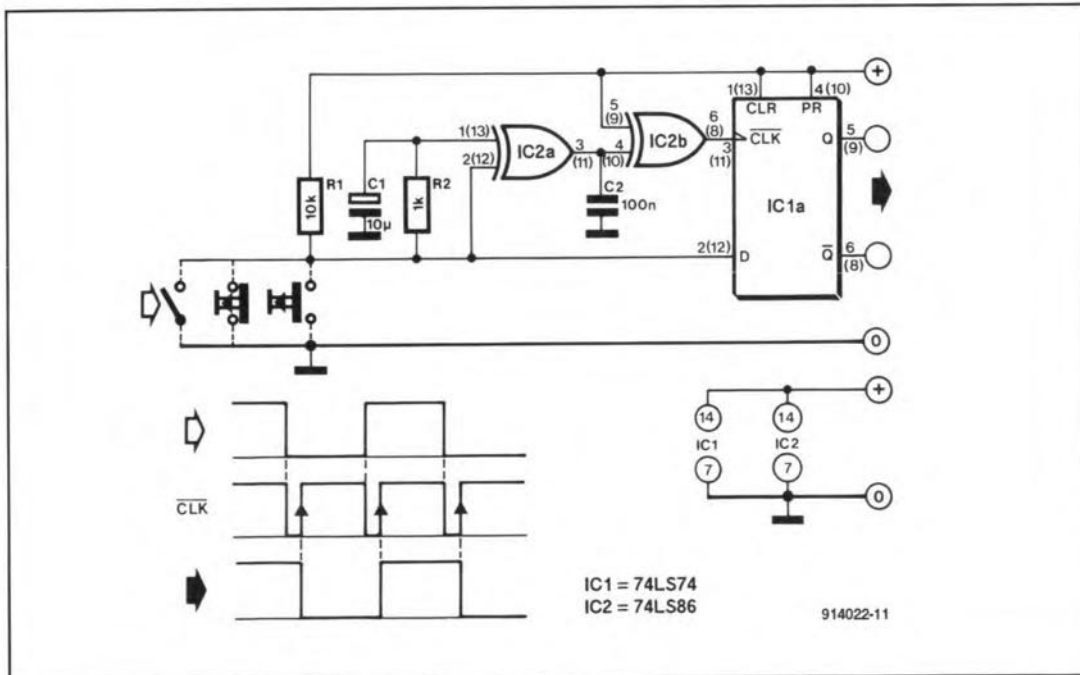 +
1(13)
4(10)
CLR
PR
5
(9)
6
(8)
1(13)
2(12)
IC2a
3
(11)
4
(10)
IC2b
CLK
3
(11)
Q
5
(9)
R1
10k
C1
10µ
R2
1k
C2
100n
IC1a
2(12)
D
Q
6
(8)
0
+
14
14
IC1
IC2
7
7
0
CLK
IC1 = 74LS74
IC2 = 74LS86
914022-11